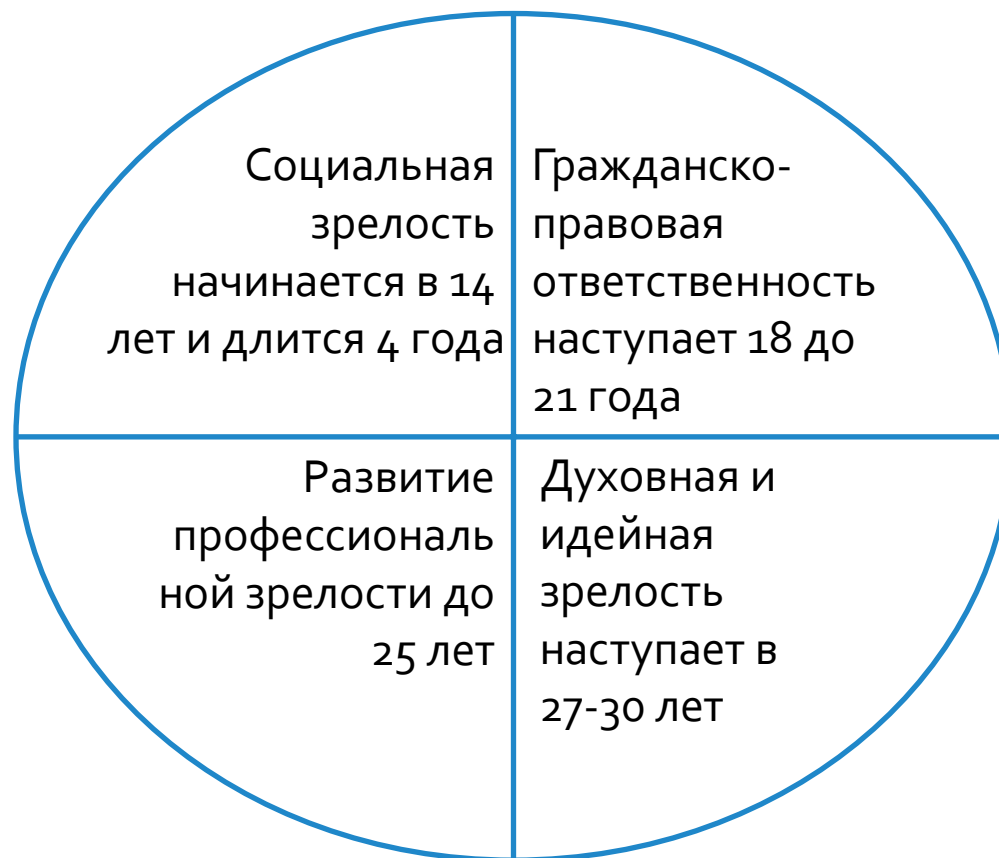 Социальная
зрелость
начинается в 14
лет и длится 4 года
Гражданско-
правовая
ответственность
наступает 18 до
21 года
Развитие
профессиональ
ной зрелости до
25 лет
Духовная и
идейная
зрелость
наступает в
27-30 лет